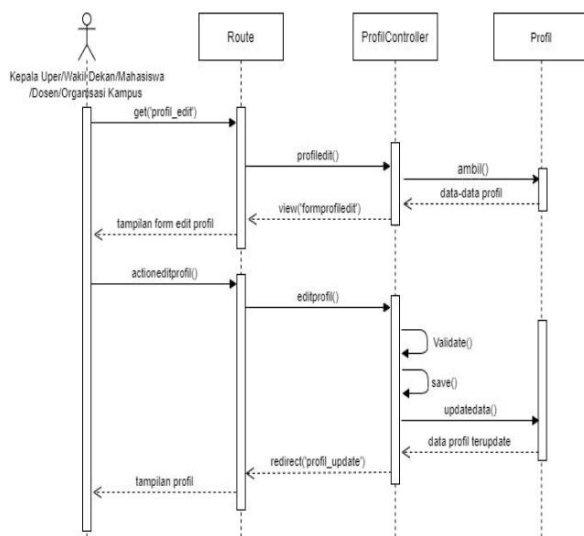 Route
ProfilController
Profil
Kepala Uper/Wakil Dekan/Mahasiswa
/Dosen/Organisasi Kampus
get('profil_edit')
profiledit()
ambil()
data-data profil
view('formprofiledit')
tampilan form edit profil
actioneditprofil()
editprofil()
Validate()
save()
updatedata()
data profil terupdate
redirect('profil_update')
tampilan profil